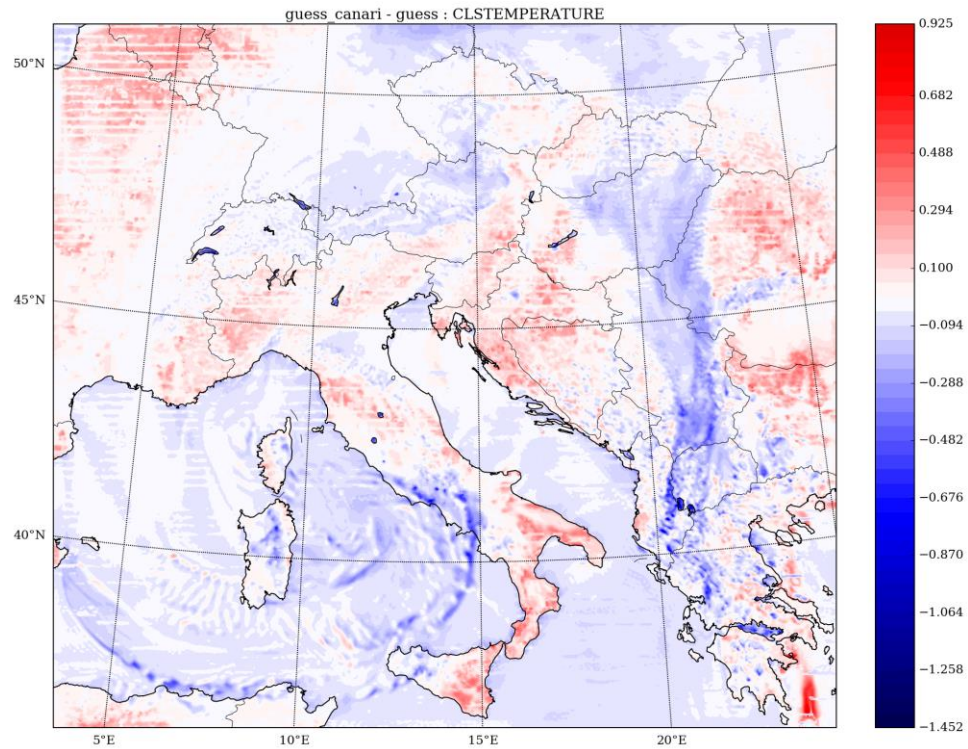 guess_canari - guess : CLSTEMPERATURE
50°N
45°N
40°N
5°E
10°E
15°E
20°E
0.925
0.682
0.488
0.294
0.100
−0.094
−0.288
−0.482
−0.676
−0.870
−1.064
−1.258
−1.452